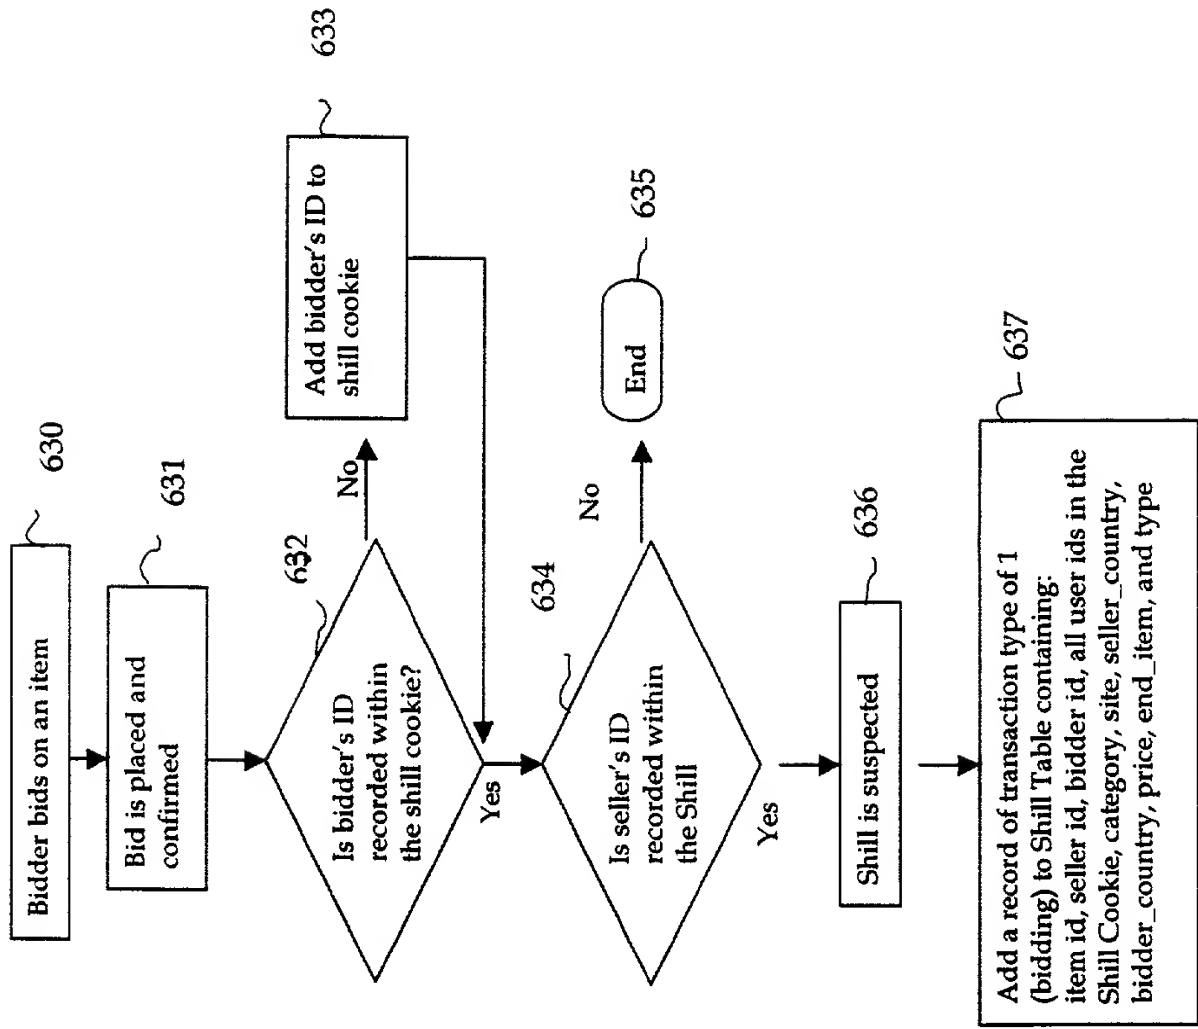 Bidder bids on an item
630
Bid is placed and
confirmed
631
Is bidder's ID
recorded within
the shill cookie?
632
No
Add bidder's ID to
shill cookie
633
Yes
Is seller's ID
recorded within
the Shill
634
No
End
635
Yes
Shill is suspected
636
Add a record of transaction type of 1
(bidding) to Shill Table containing:
item id, seller id, bidder id, all user ids in the
Shill Cookie, category, site, seller_country,
bidder_country, price, end_item, and type
637